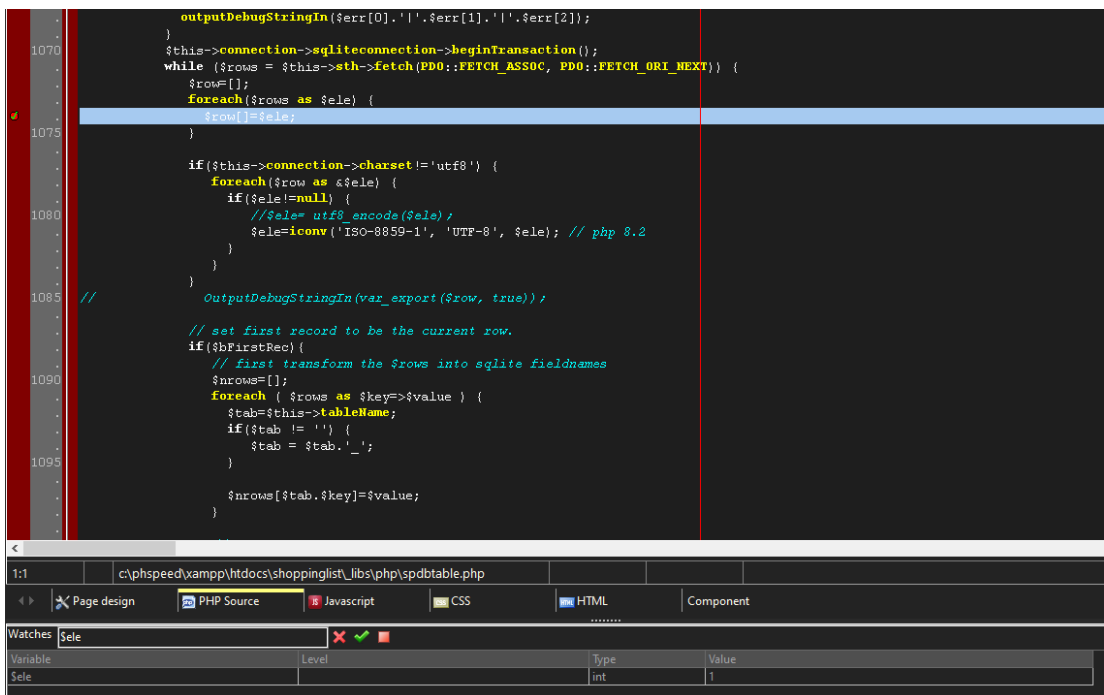 outputDebugStringIn($err[0].'|'.$err[1].'|'.$err[2]);
}
1070 $this->connection->sqliteconnection->beginTransaction();
while ($rows = $this->sth->fetch(PDO::FETCH_ASSOC, PDO::FETCH_ORI_NEXT)) {
$row=[];
foreach($rows as $ele) {
$row[]=$ele;
1075 }
if($this->connection->charset!='utf8') {
foreach($row as &$ele) {
if($ele!=null) {
1080 //$ele= utf8_encode($ele);
$ele=iconv('ISO-8859-1', 'UTF-8', $ele); // php 8.2
}
}
}
1085 // OutputDebugStringIn(var_export($row, true));
// set first record to be the current row.
if($bFirstRec){
// first transform the $rows into sqlite fieldnames
1090 $nrows=[];
foreach ( $rows as $key=>$value ) {
$tab=$this->tableName;
if($tab != '') {
$tab = $tab.'_';
1095 }
$nrows[$tab.$key]=$value;
}
1:1 c:\phspeed\xampp\htdocs\shoppinglist\_libs\php\spdbtable.php
Page design PHP Source Javascript CSS HTML Component
Watches $ele
Variable Level Type Value
$ele int 1